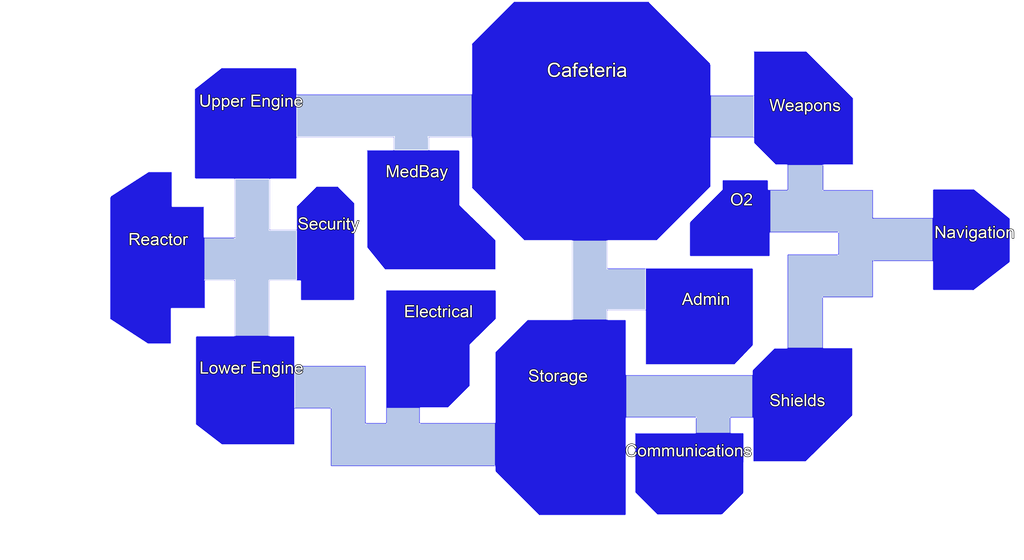 Cafeteria
Upper Engine
Weapons
MedBay
O2
Security
Reactor
Navigation
Admin
Electrical
Lower Engine
Storage
Shields
Communications